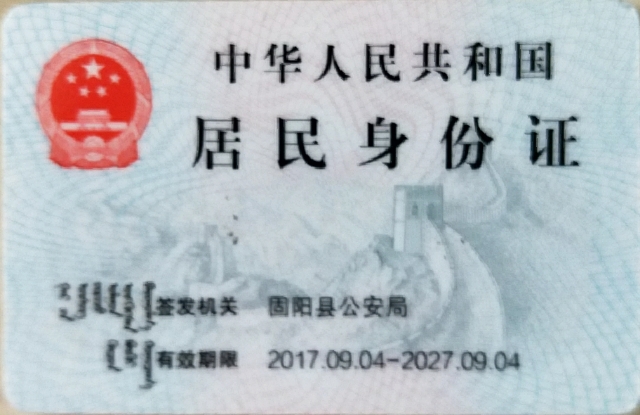 中华人民共和国
居民身份证
签发机关 固阳县公安局
有效期限 2017.09.04-2027.09.04